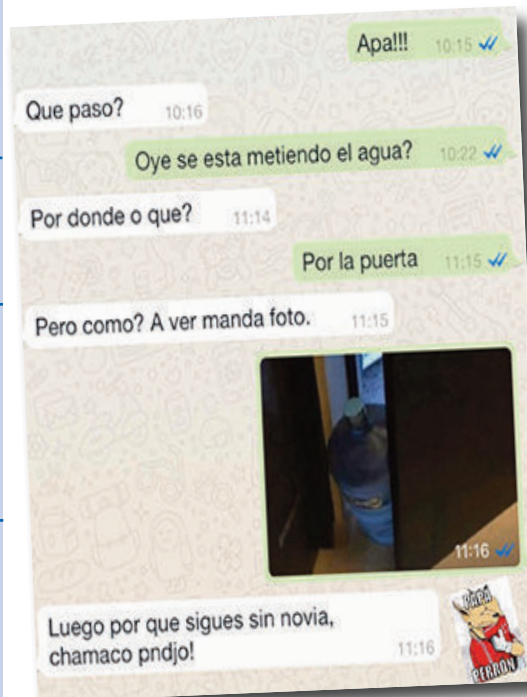 Apa!!! 10:15
Que paso? 10:16
Oye se esta metiendo el agua? 10:22
Por donde o que? 11:14
Por la puerta 11:15
Pero como? A ver manda foto. 11:15
11:16
Luego por que sigues sin novia,
chamaco pndjo! 11:16
PAPÁ
PERRON